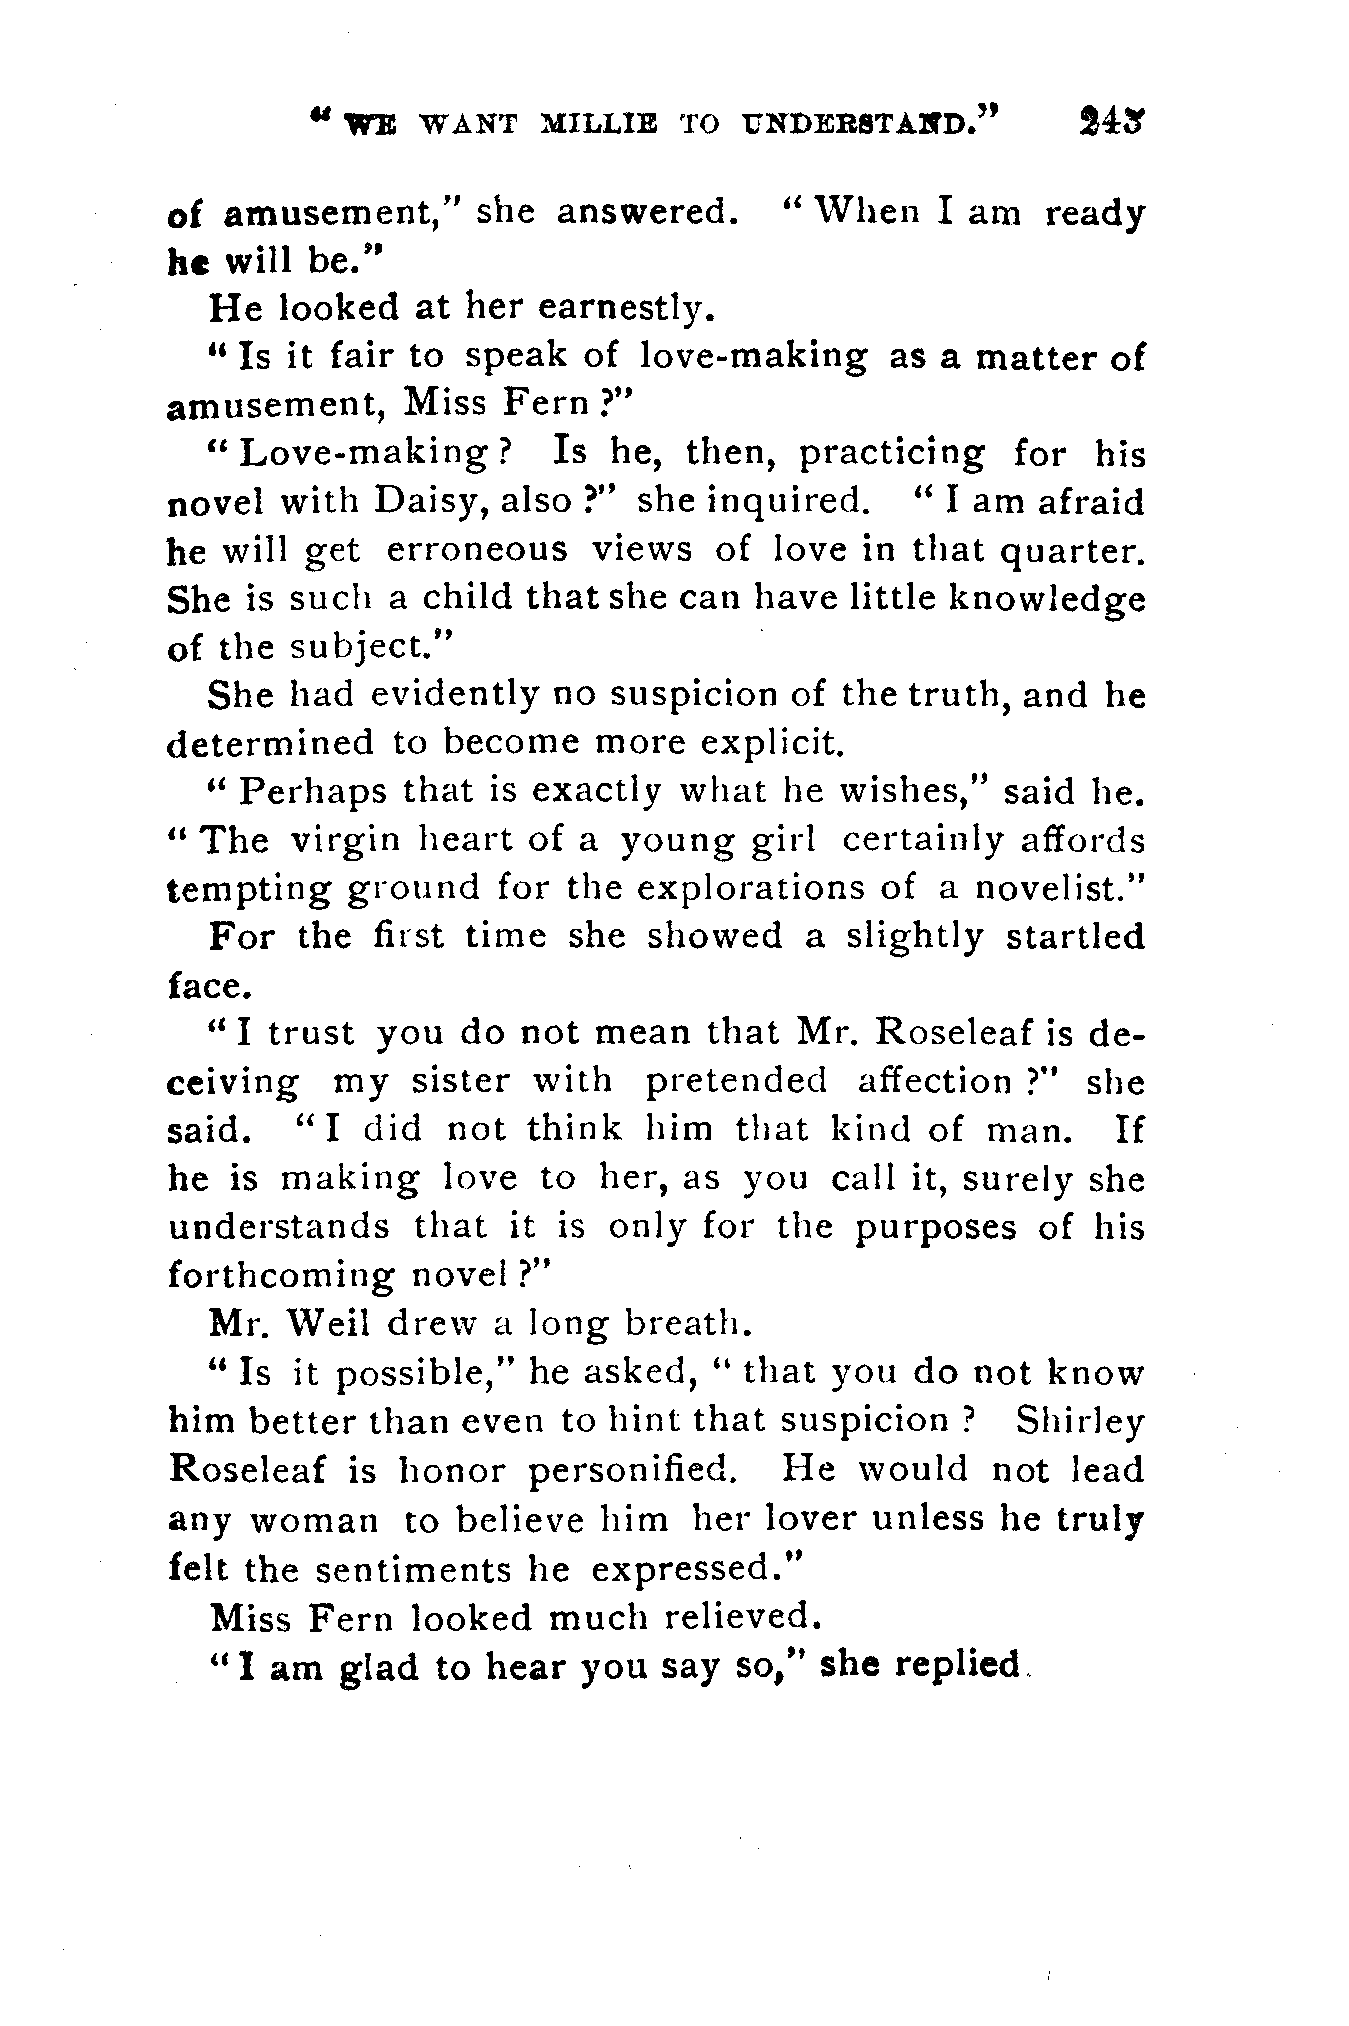 “ WE WANT MILLIE TO UNDERSTAND.” 243
of amusement,” she answered. “ When I am ready
he will be.”
He looked at her earnestly.
“ Is it fair to speak of love-making as a matter of
amusement, Miss Fern ?”
“ Love-making ? Is he, then, practicing for his
novel with Daisy, also ?” she inquired. “ I am afraid
he will get erroneous views of love in that quarter.
She is such a child that she can have little knowledge
of the subject.”
She had evidently no suspicion of the truth, and he
determined to become more explicit.
“ Perhaps that is exactly what he wishes,” said he.
“ The virgin heart of a young girl certainly affords
tempting ground for the explorations of a novelist.”
For the first time she showed a slightly startled
face.
“ I trust you do not mean that Mr. Roseleaf is de-
ceiving my sister with pretended affection ?” she
said. “ I did not think him that kind of man. If
he is making love to her, as you call it, surely she
understands that it is only for the purposes of his
forthcoming novel ?”
Mr. Weil drew a long breath.
“ Is it possible,” he asked, “ that you do not know
him better than even to hint that suspicion ? Shirley
Roseleaf is honor personified. He would not lead
any woman to believe him her lover unless he truly
felt the sentiments he expressed.”
Miss Fern looked much relieved.
“ I am glad to hear you say so,” she replied.